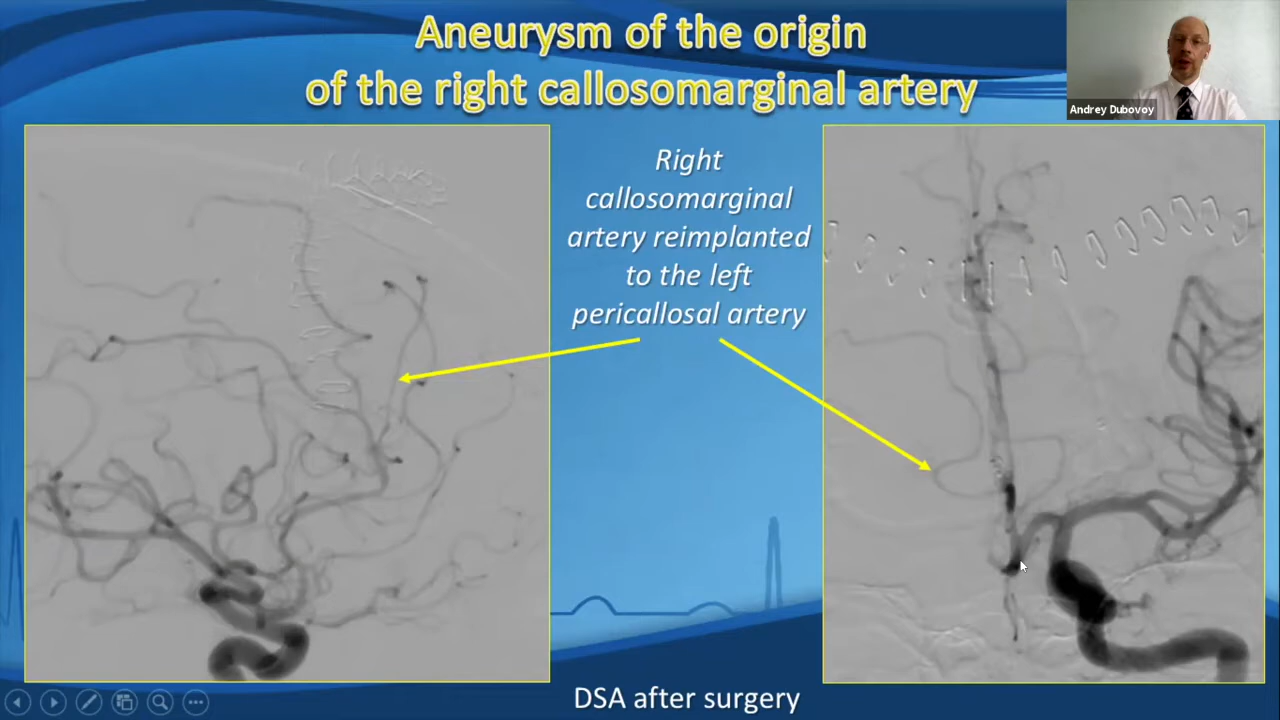 Aneurysm of the origin
of the right callosomarginal artery
Andrey Dubovoy
Right
callosomarginal
artery reimplanted
to the left
pericallosal artery
DSA after surgery